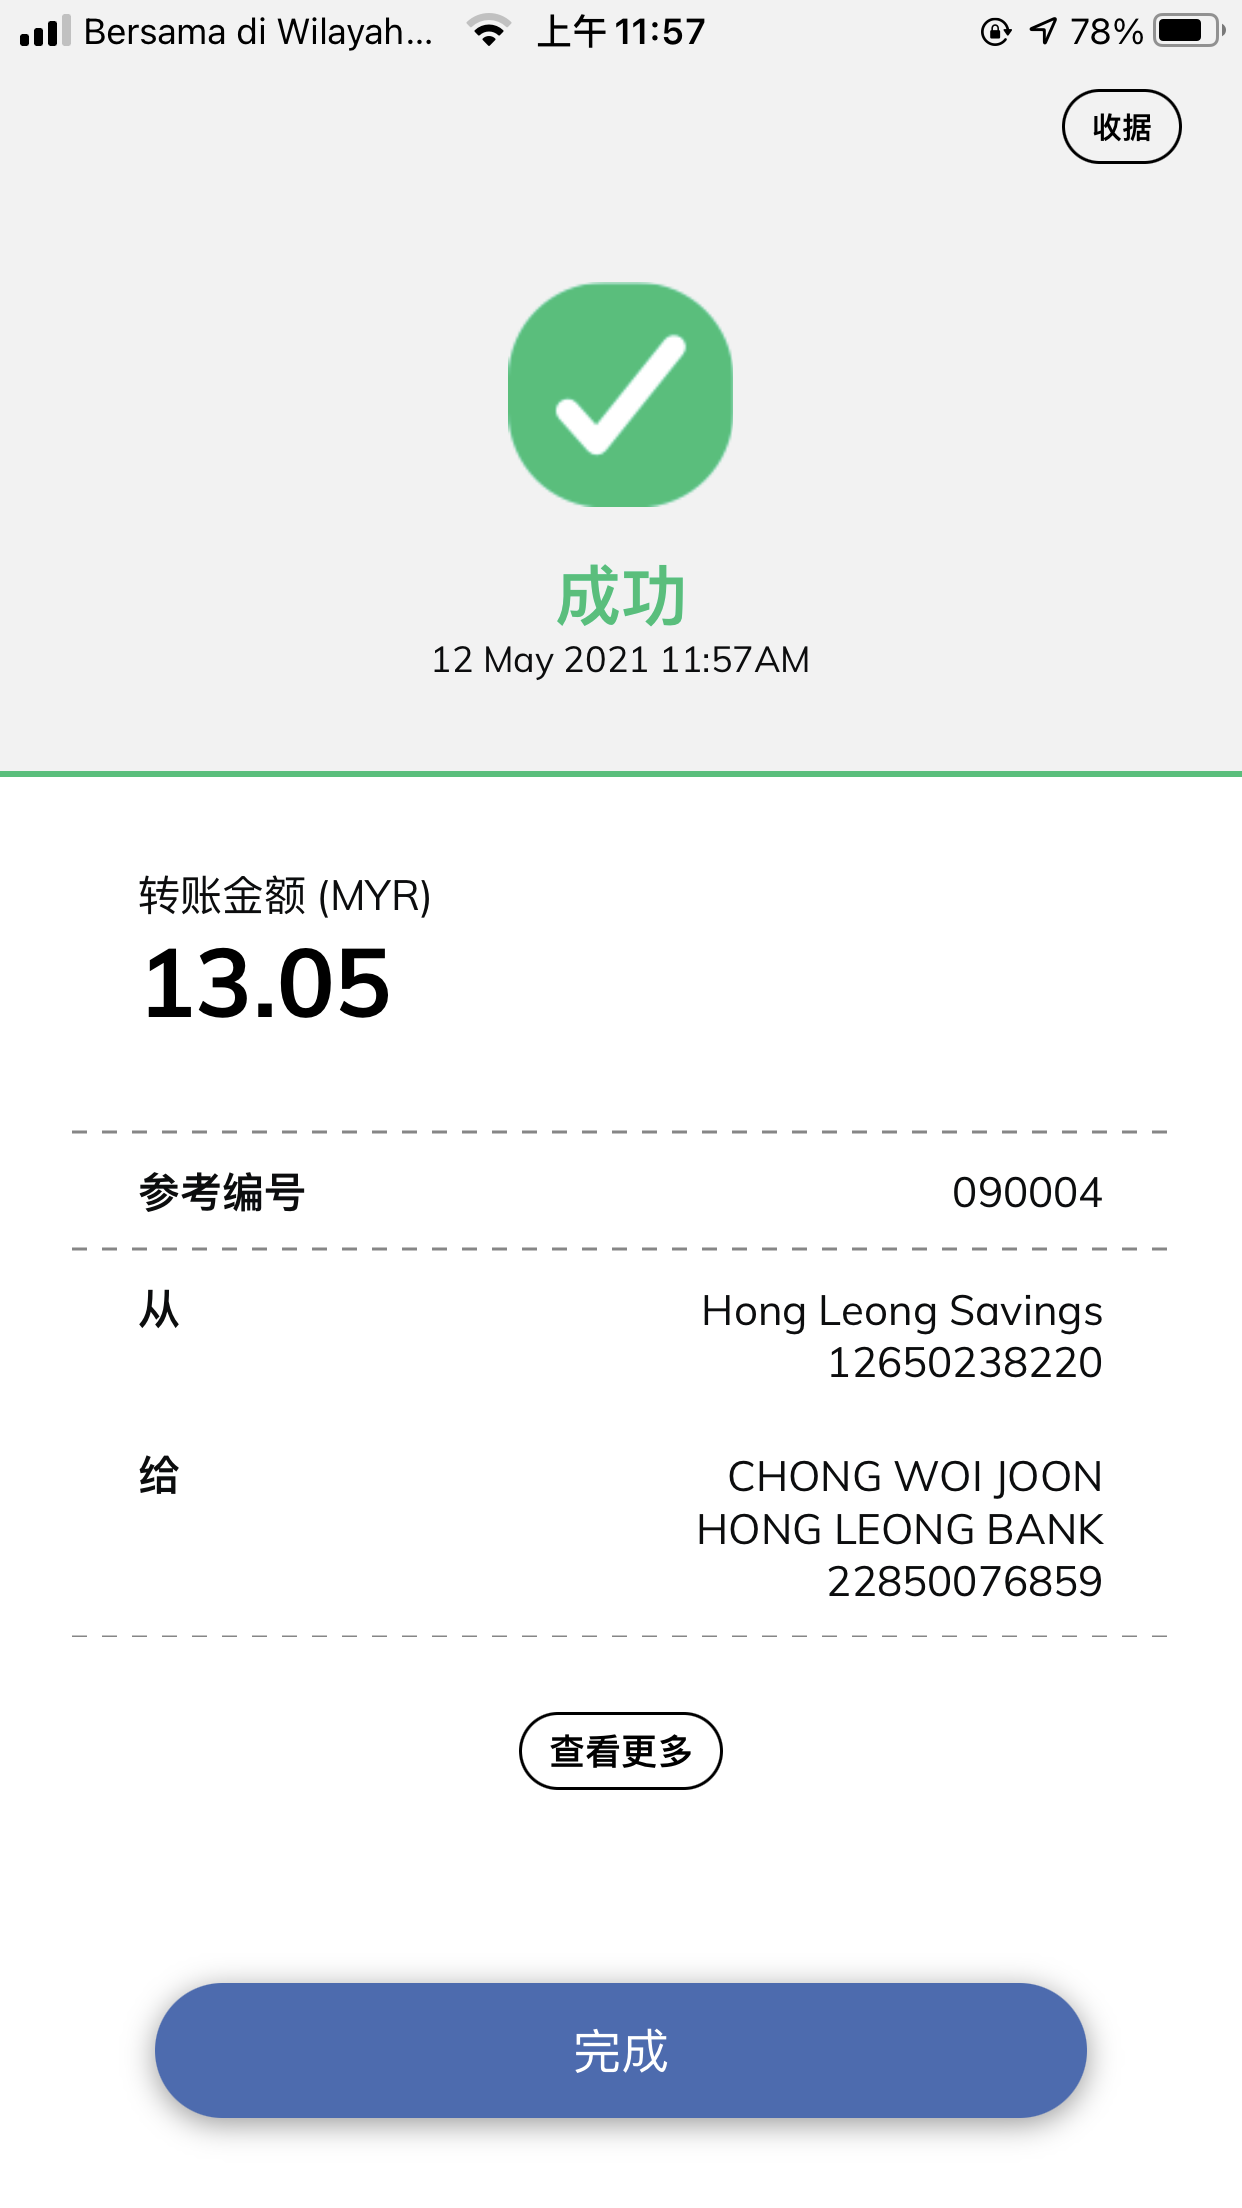 Bersama di Wilayah... 上午 11:57 78%
收据
成功
12 May 2021 11:57AM
转账金额 (MYR)
13.05
参考编号 090004
从 Hong Leong Savings
12650238220
给 CHONG WOI JOON
HONG LEONG BANK
22850076859
查看更多
完成